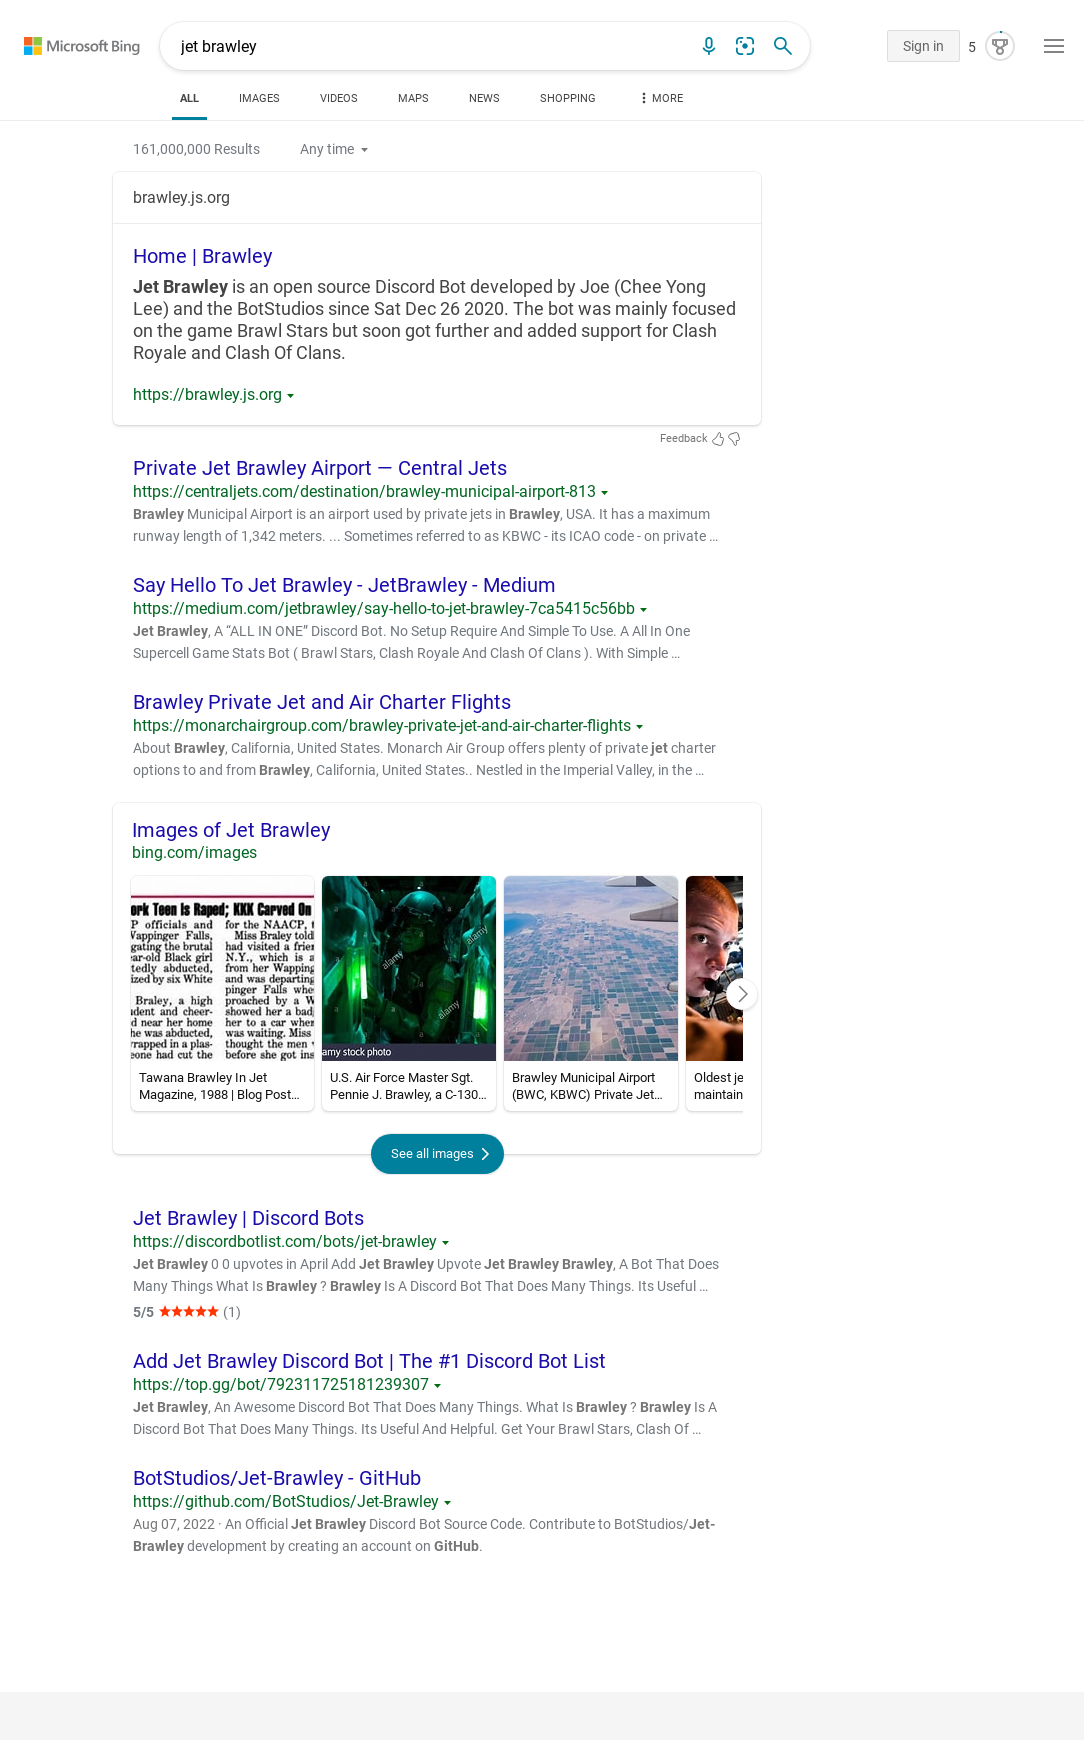 Microsoft Bing
jet brawley
Sign in
5
ALL
IMAGES
VIDEOS
MAPS
NEWS
SHOPPING
MORE
161,000,000 Results
Any time
brawley.js.org
Home | Brawley
Jet Brawley is an open source Discord Bot developed by Joe (Chee Yong
Lee) and the BotStudios since Sat Dec 26 2020. The bot was mainly focused
on the game Brawl Stars but soon got further and added support for Clash
Royale and Clash Of Clans.
https://brawley.js.org
Feedback
Private Jet Brawley Airport — Central Jets
https://centraljets.com/destination/brawley-municipal-airport-813
Brawley Municipal Airport is an airport used by private jets in Brawley, USA. It has a maximum
runway length of 1,342 meters. ... Sometimes referred to as KBWC - its ICAO code - on private …
Say Hello To Jet Brawley - JetBrawley - Medium
https://medium.com/jetbrawley/say-hello-to-jet-brawley-7ca5415c56bb
Jet Brawley, A “ALL IN ONE” Discord Bot. No Setup Require And Simple To Use. A All In One
Supercell Game Stats Bot ( Brawl Stars, Clash Royale And Clash Of Clans ). With Simple …
Brawley Private Jet and Air Charter Flights
https://monarchairgroup.com/brawley-private-jet-and-air-charter-flights
About Brawley, California, United States. Monarch Air Group offers plenty of private jet charter
options to and from Brawley, California, United States.. Nestled in the Imperial Valley, in the …
Images of Jet Brawley
bing.com/images
ork Teen Is Raped; KKK Carved On
P officials and
Wappinger Falls,
gating the brutal
ear-old Black girl
tedly abducted,
ized by six White
Braley, a high
dent and cheer-
d near her home
he was abducted,
wrapped in a plas-
eone had cut the
for the NAACP, t
Miss Braley told
had visited a frien
N.Y., which is a
from her Wapping
and was departing
pinger Falls when
proached by a W
showed her a bad
her to a car wher
was waiting. Miss
thought the men w
before she got ins
alamy
alamy
alamy
amy stock photo
Tawana Brawley In Jet
Magazine, 1988 | Blog Post…
U.S. Air Force Master Sgt.
Pennie J. Brawley, a C-130…
Brawley Municipal Airport
(BWC, KBWC) Private Jet…
Oldest je
maintain
See all images
Jet Brawley | Discord Bots
https://discordbotlist.com/bots/jet-brawley
Jet Brawley 0 0 upvotes in April Add Jet Brawley Upvote Jet Brawley Brawley, A Bot That Does
Many Things What Is Brawley ? Brawley Is A Discord Bot That Does Many Things. Its Useful …
5/5 ★★★★★ (1)
Add Jet Brawley Discord Bot | The #1 Discord Bot List
https://top.gg/bot/792311725181239307
Jet Brawley, An Awesome Discord Bot That Does Many Things. What Is Brawley ? Brawley Is A
Discord Bot That Does Many Things. Its Useful And Helpful. Get Your Brawl Stars, Clash Of …
BotStudios/Jet-Brawley - GitHub
https://github.com/BotStudios/Jet-Brawley
Aug 07, 2022 · An Official Jet Brawley Discord Bot Source Code. Contribute to BotStudios/Jet-
Brawley development by creating an account on GitHub.